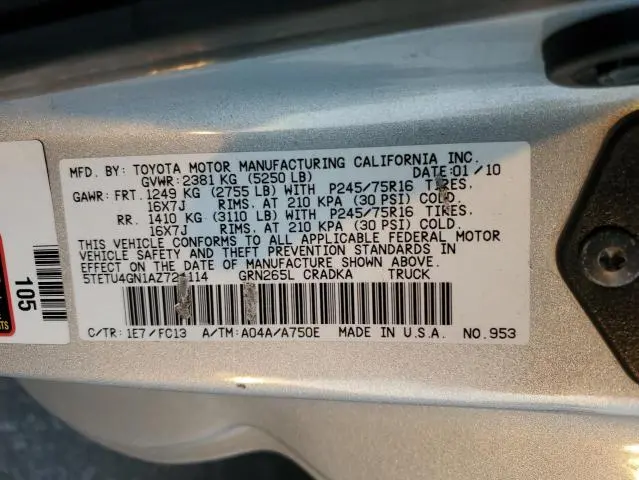 MFD. BY: TOYOTA MOTOR MANUFACTURING CALIFORNIA INC.
GVWR: 2381 KG (5250 LB) DATE: 01/10
GAWR: FRT. 1249 KG (2755 LB) WITH P245/75R16 TIRES.
16X7J RIMS. AT 210 KPA (30 PSI) COLD.
RR. 1410 KG (3110 LB) WITH P245/75R16 TIRES.
16X7J RIMS. AT 210 KPA (30 PSI) COLD.
THIS VEHICLE CONFORMS TO ALL APPLICABLE FEDERAL MOTOR
VEHICLE SAFETY AND THEFT PREVENTION STANDARDS IN
EFFECT ON THE DATE OF MANUFACTURE SHOWN ABOVE.
GRN265L CRADKA TRUCK
C/TR: 1E7/FC13 A/TM: A04A/A750E MADE IN U.S.A. NO. 953
105